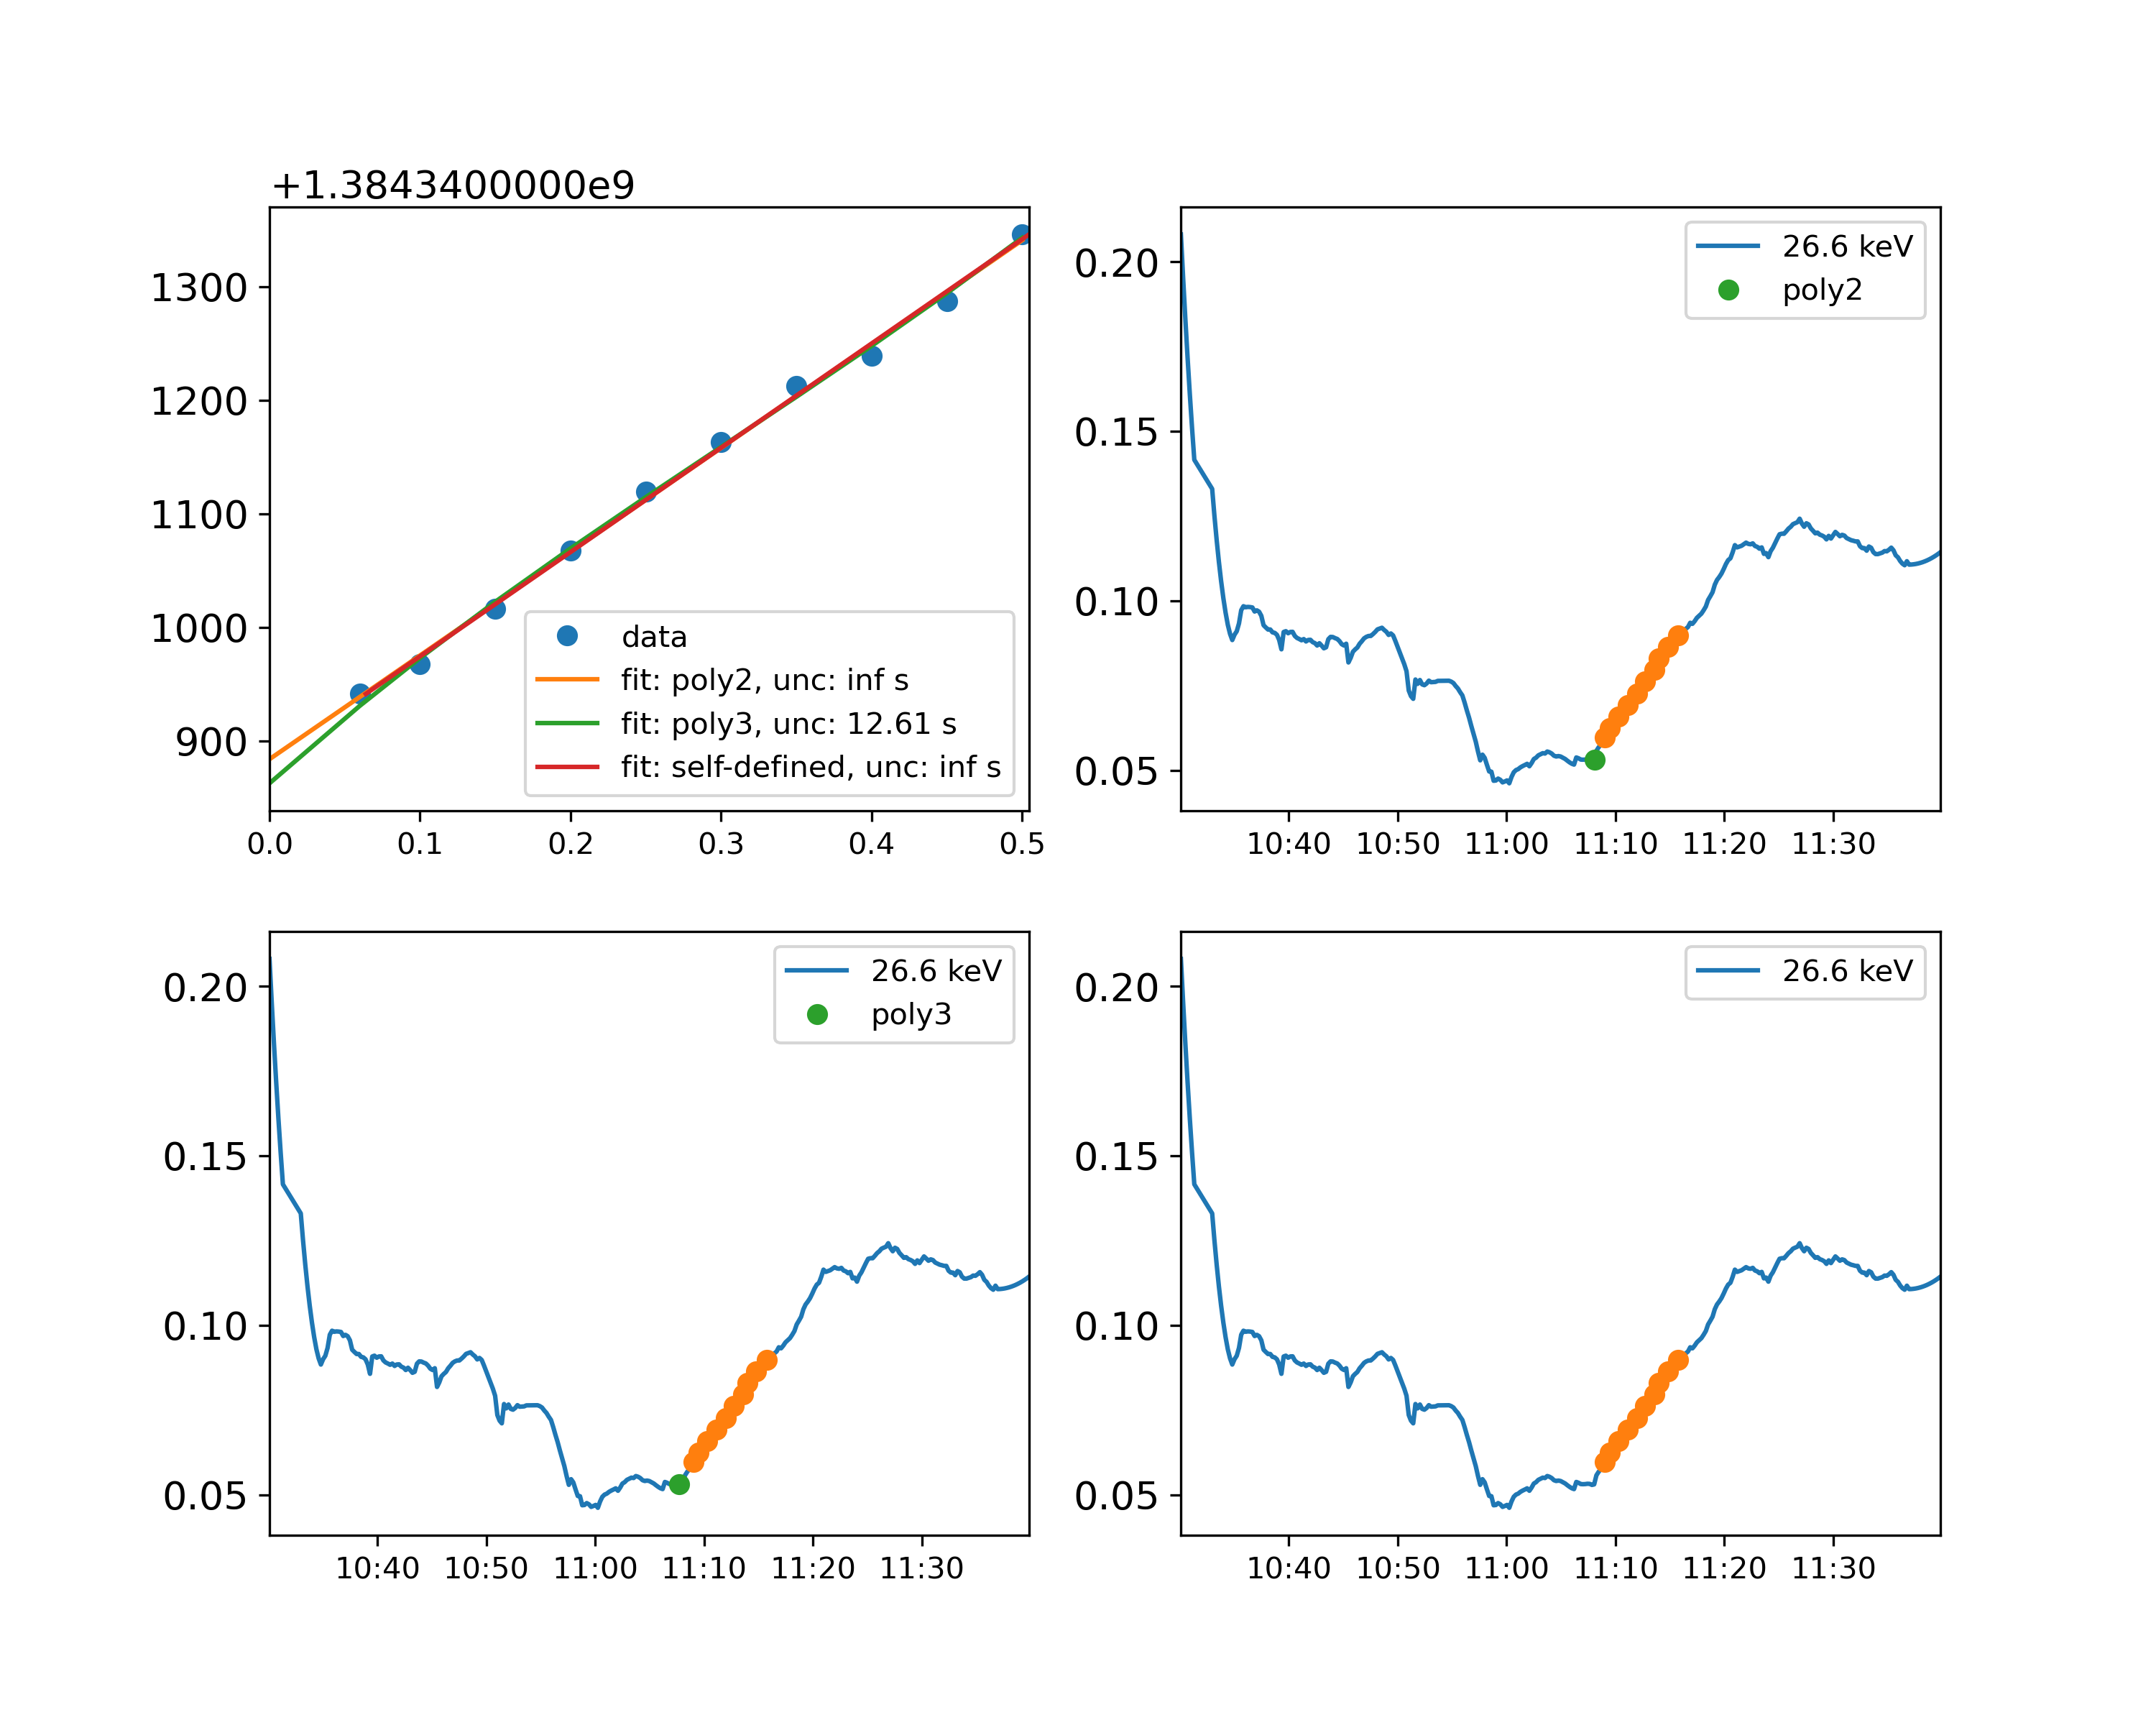 +1.3843400000e9
1300
1200
1100
1000
900
0.0 0.1 0.2 0.3 0.4 0.5
data
fit: poly2, unc: inf s
fit: poly3, unc: 12.61 s
fit: self-defined, unc: inf s
0.20
0.15
0.10
0.05
10:40 10:50 11:00 11:10 11:20 11:30
26.6 keV
poly2
0.20
0.15
0.10
0.05
10:40 10:50 11:00 11:10 11:20 11:30
26.6 keV
poly3
0.20
0.15
0.10
0.05
10:40 10:50 11:00 11:10 11:20 11:30
26.6 keV